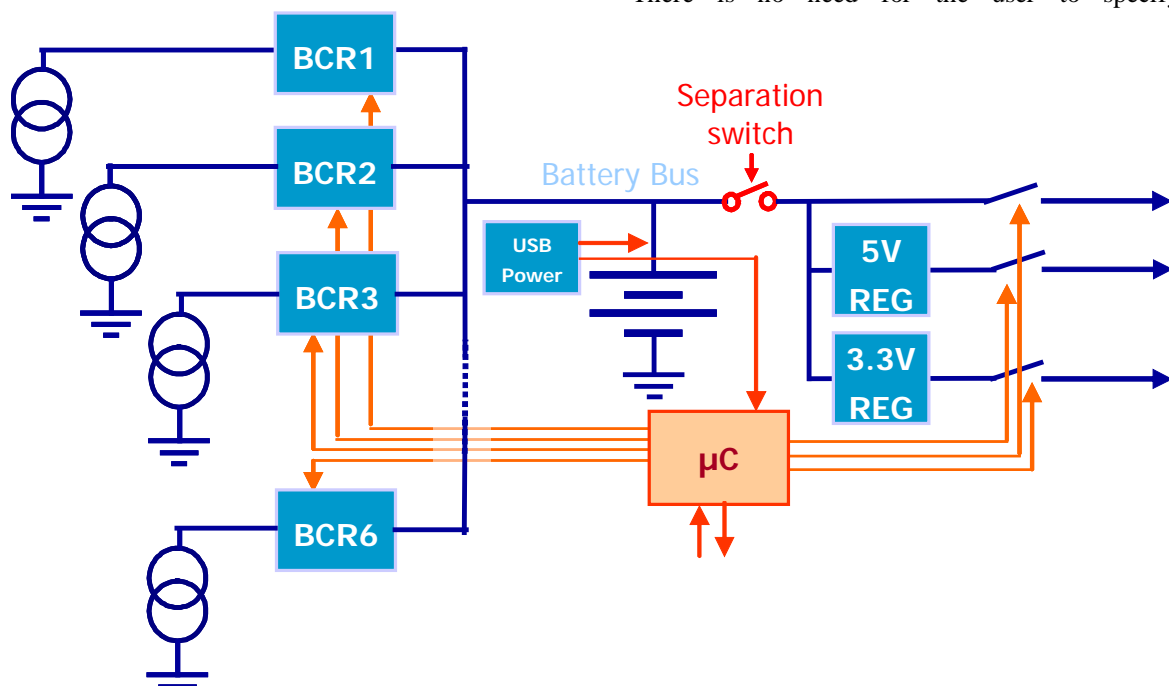 There is no need for the user to specify
BCR1
Separation
switch
BCR2
Battery Bus
USB
Power
5V
REG
BCR3
3.3V
REG
µC
BCR6